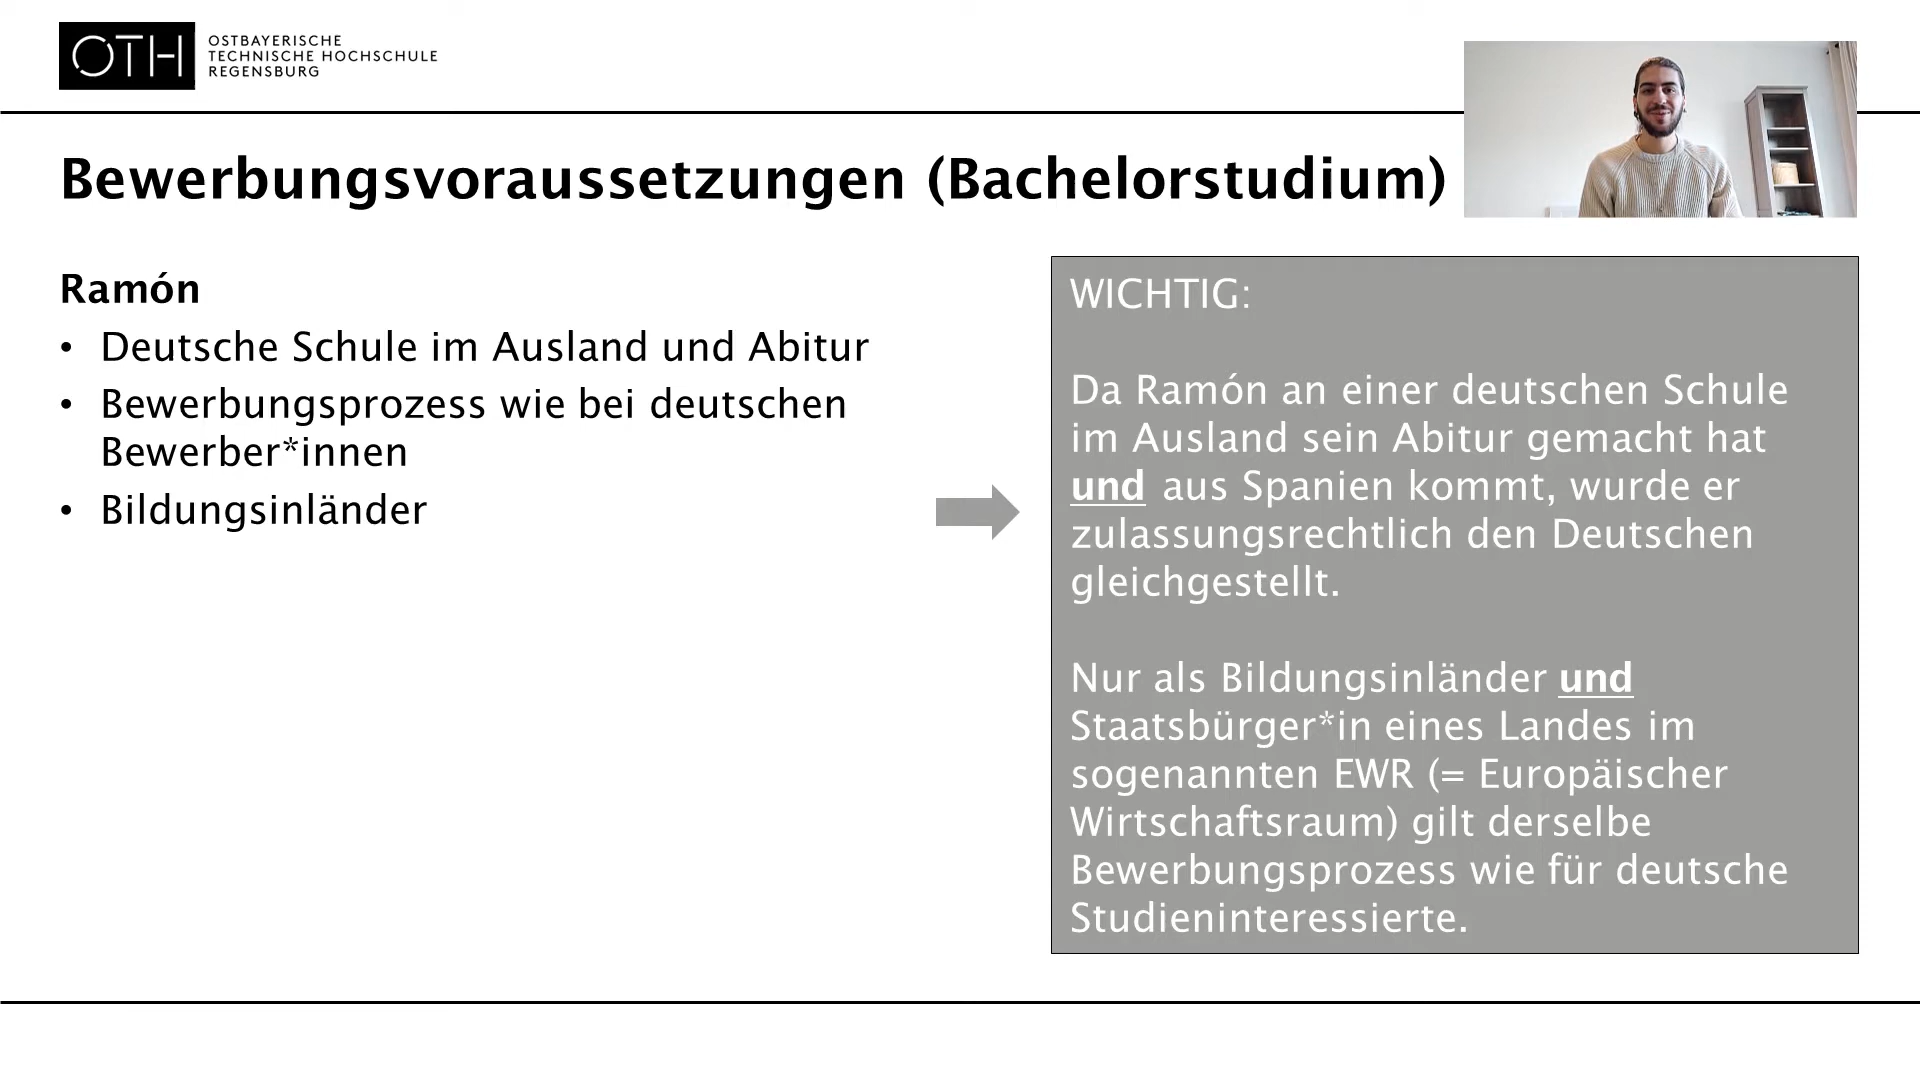 OTH
OSTBAYERISCHE
TECHNISCHE HOCHSCHULE
REGENSBURG
Bewerbungsvoraussetzungen (Bachelorstudium)
Ramón
• Deutsche Schule im Ausland und Abitur
• Bewerbungsprozess wie bei deutschen
Bewerber*innen
• Bildungsinländer
WICHTIG:
Da Ramón an einer deutschen Schule
im Ausland sein Abitur gemacht hat
und aus Spanien kommt, wurde er
zulassungsrechtlich den Deutschen
gleichgestellt.
Nur als Bildungsinländer und
Staatsbürger*in eines Landes im
sogenannten EWR (= Europäischer
Wirtschaftsraum) gilt derselbe
Bewerbungsprozess wie für deutsche
Studieninteressierte.